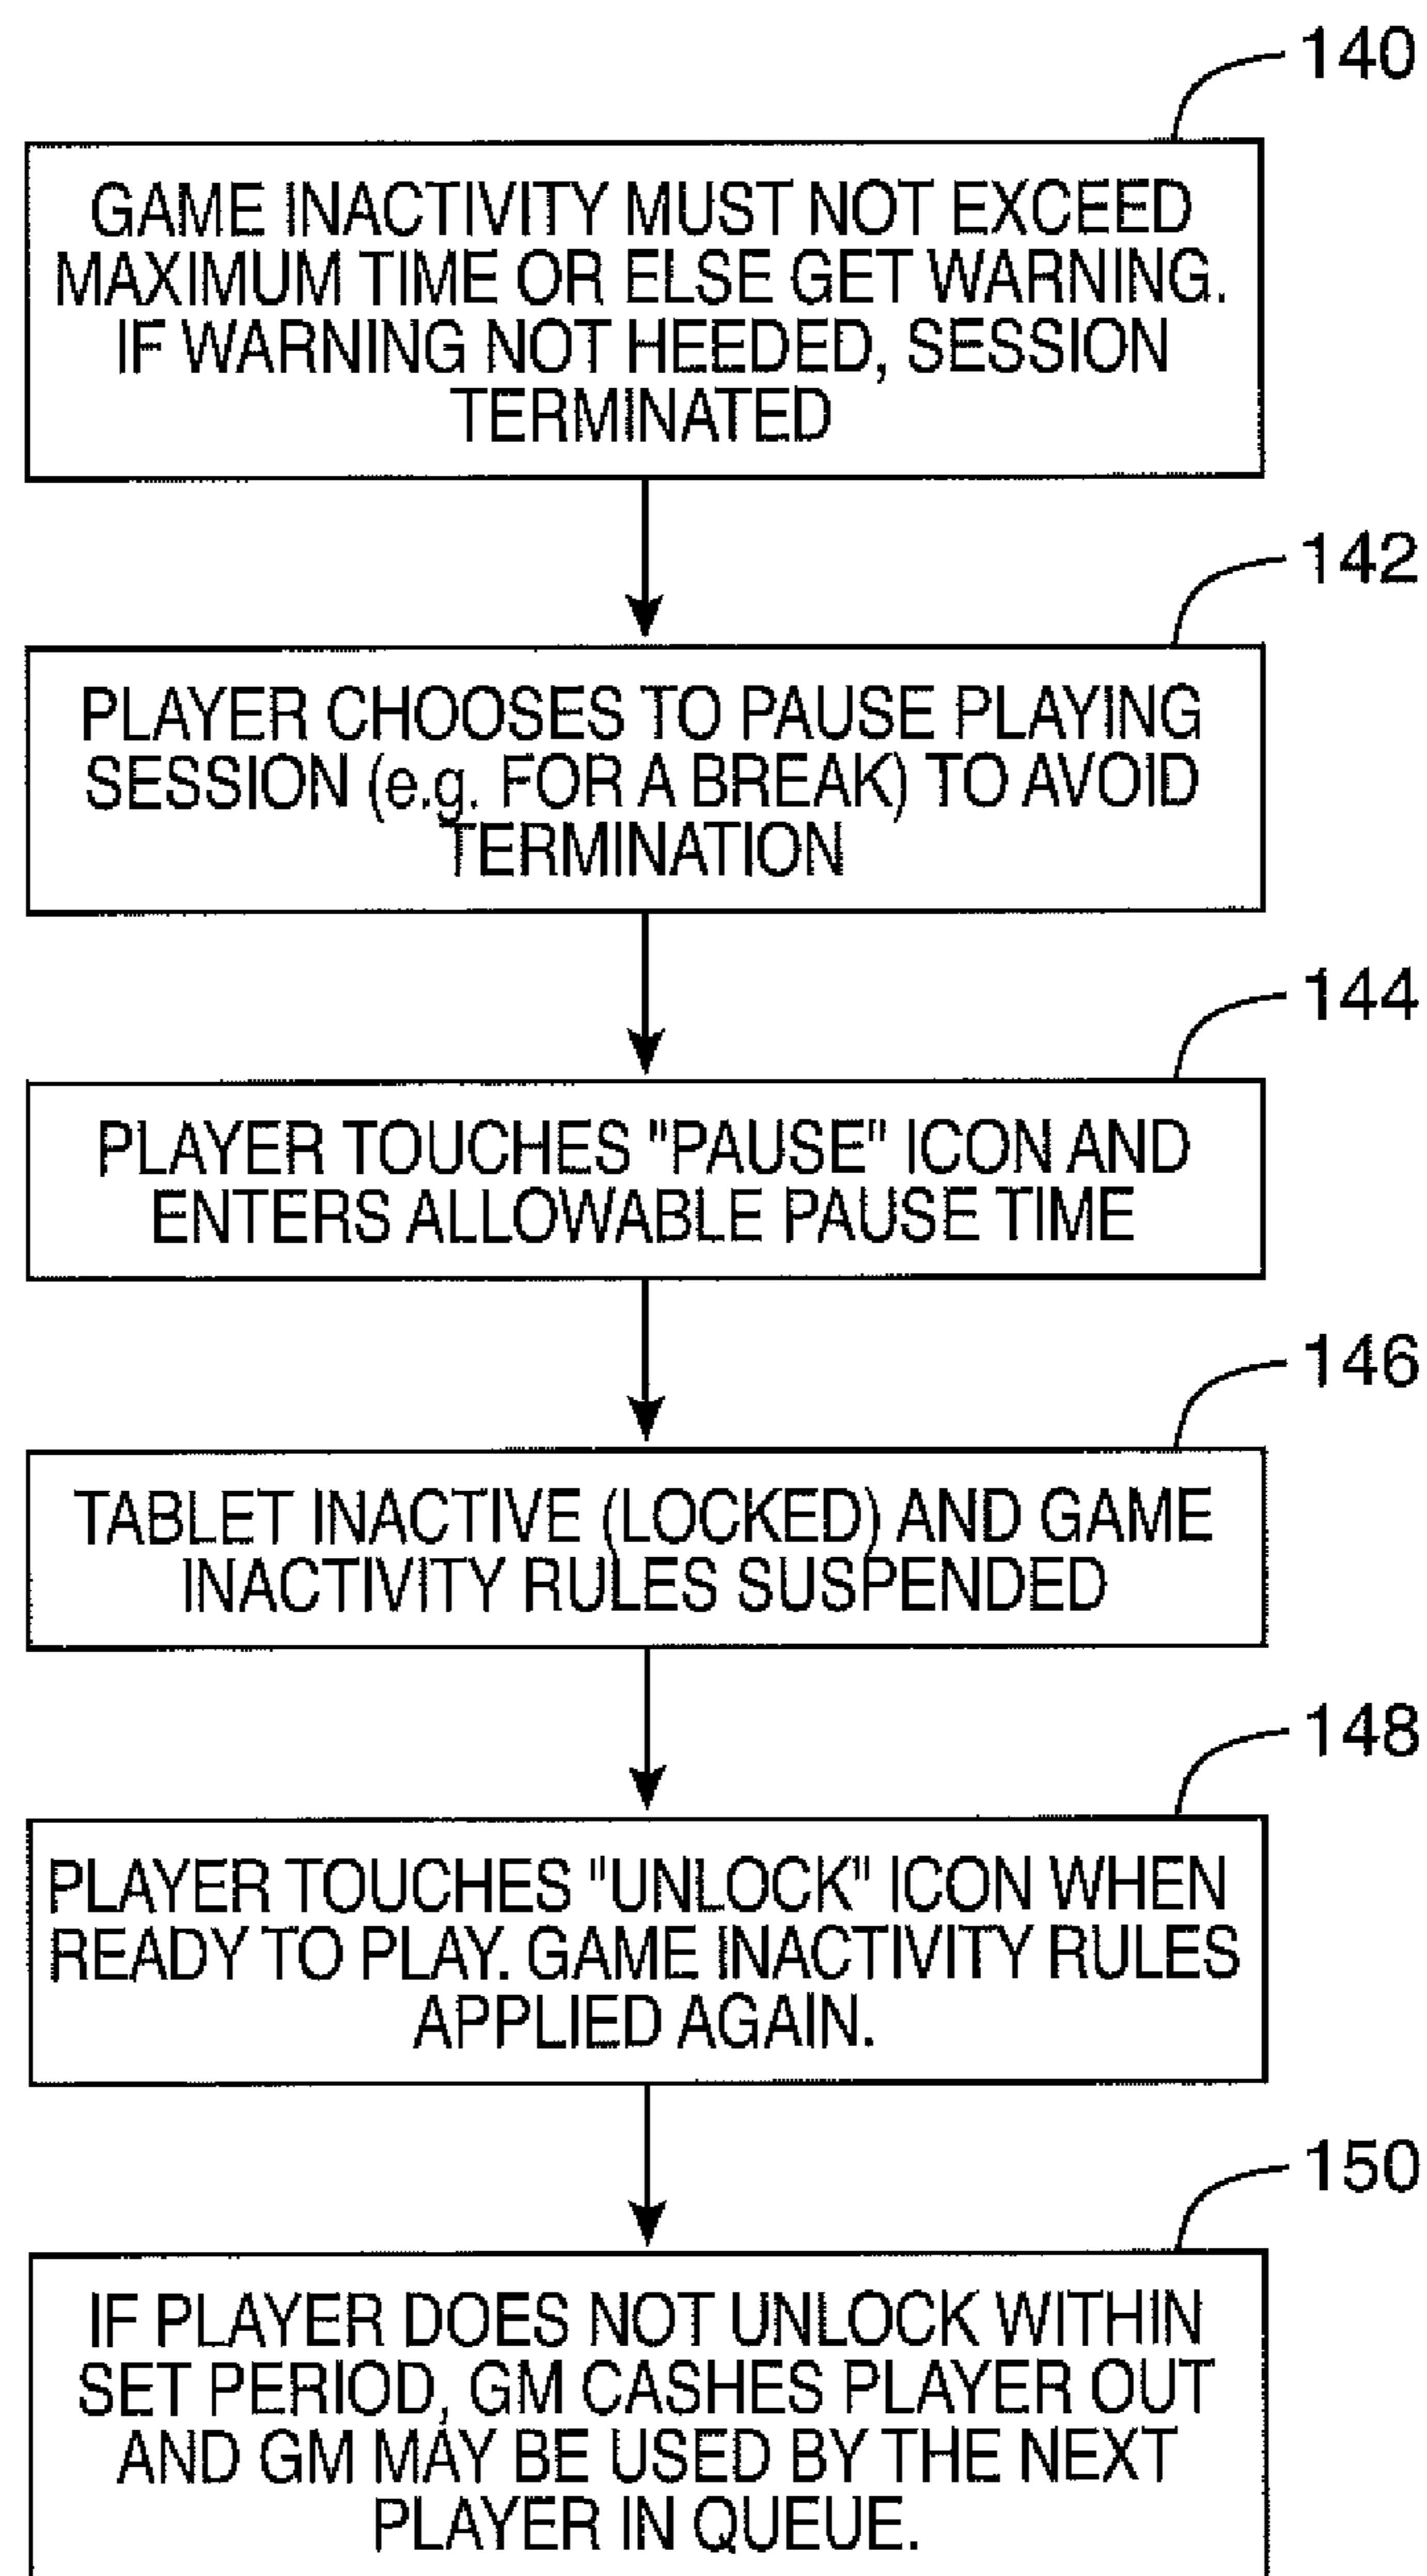 140
GAME INACTIVITY MUST NOT EXCEED
MAXIMUM TIME OR ELSE GET WARNING.
IF WARNING NOT HEEDED, SESSION
TERMINATED
142
PLAYER CHOOSES TO PAUSE PLAYING
SESSION (e.g. FOR A BREAK) TO AVOID
TERMINATION
144
PLAYER TOUCHES "PAUSE" ICON AND
ENTERS ALLOWABLE PAUSE TIME
146
TABLET INACTIVE (LOCKED) AND GAME
INACTIVITY RULES SUSPENDED
148
PLAYER TOUCHES "UNLOCK" ICON WHEN
READY TO PLAY. GAME INACTIVITY RULES
APPLIED AGAIN.
150
IF PLAYER DOES NOT UNLOCK WITHIN
SET PERIOD, GM CASHES PLAYER OUT
AND GM MAY BE USED BY THE NEXT
PLAYER IN QUEUE.